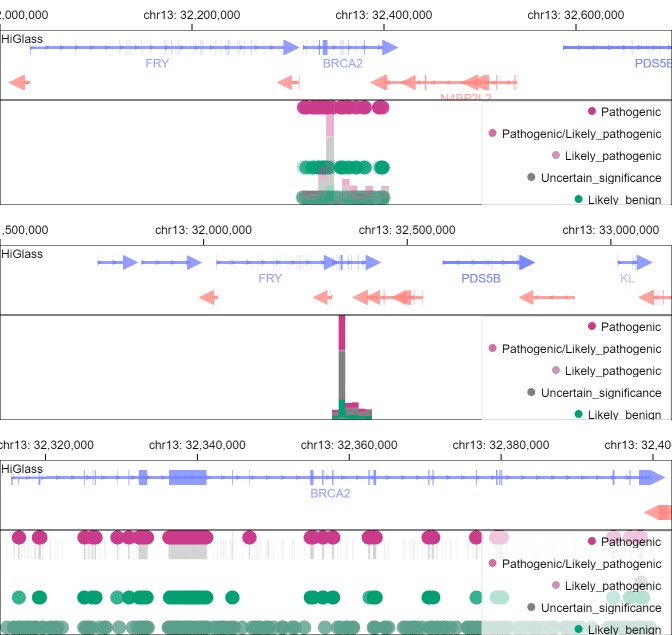 2,000,000 chr13: 32,200,000 chr13: 32,400,000 chr13: 32,600,000
HiGlass
FRY BRCA2 PDS5B
N4BP2L2
Pathogenic
Pathogenic/Likely_pathogenic
Likely_pathogenic
Uncertain_significance
Likely_benign
,500,000 chr13: 32,000,000 chr13: 32,500,000 chr13: 33,000,000
HiGlass
FRY PDS5B KL
Pathogenic
Pathogenic/Likely_pathogenic
Likely_pathogenic
Uncertain_significance
Likely_benign
chr13: 32,320,000 chr13: 32,340,000 chr13: 32,360,000 chr13: 32,380,000 chr13: 32,40
HiGlass
BRCA2
Pathogenic
Pathogenic/Likely_pathogenic
Likely_pathogenic
Uncertain_significance
Likely_benign